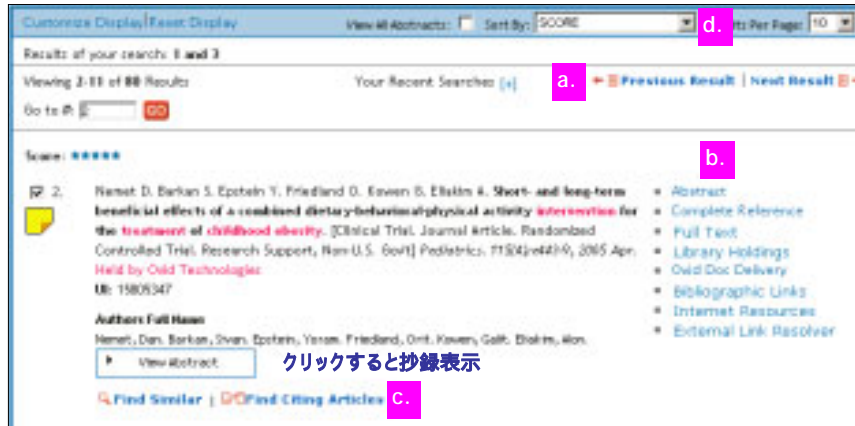 Customize Display | Reset Display View All Abstracts: Sort By: SCORE d. ts Per Page: 10
Results of your search: 1 and 3
Viewing 2-11 of 88 Results Your Recent Searches [+] a. Previous Result | Next Result
Go to #: GO
Score: ★★★★★
b.
2. Nemet D. Barkan S. Epstein Y. Friedland O. Kowen G. Eliakim A. Short- and long-term
beneficial effects of a combined dietary-behavioral-physical activity intervention for
the treatment of childhood obesity. [Clinical Trial. Journal Article. Randomized
Controlled Trial. Research Support, Non-U.S. Gov't] Pediatrics. 115(4):e443-9, 2005 Apr.
Held by Ovid Technologies
UI: 15805347
Authors Full Name
Nemet, Dan. Barkan, Sivan. Epstein, Yoram. Friedland, Orit. Kowen, Galit. Eliakim, Alon.
View Abstract クリックすると抄録表示
Find Similar | Find Citing Articles c.
Abstract
Complete Reference
Full Text
Library Holdings
Ovid Doc Delivery
Bibliographic Links
Internet Resources
External Link Resolver